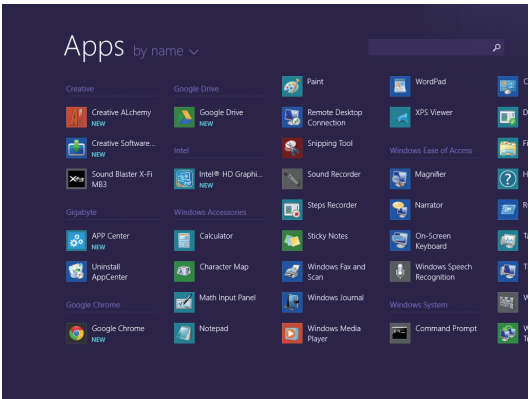 Apps by name
Creative
Creative ALchemy
NEW
Creative Software...
NEW
Sound Blaster X-Fi
MB3
Gigabyte
APP Center
NEW
Uninstall
AppCenter
Google Chrome
Google Chrome
NEW
Google Drive
Google Drive
NEW
Intel
Intel® HD Graphi...
NEW
Windows Accessories
Calculator
Character Map
Math Input Panel
Notepad
Paint
Remote Desktop
Connection
Snipping Tool
Sound Recorder
Steps Recorder
Sticky Notes
Windows Fax and
Scan
Windows Journal
Windows Media
Player
WordPad
XPS Viewer
Windows Ease of Access
Magnifier
Narrator
On-Screen
Keyboard
Windows Speech
Recognition
Windows System
Command Prompt